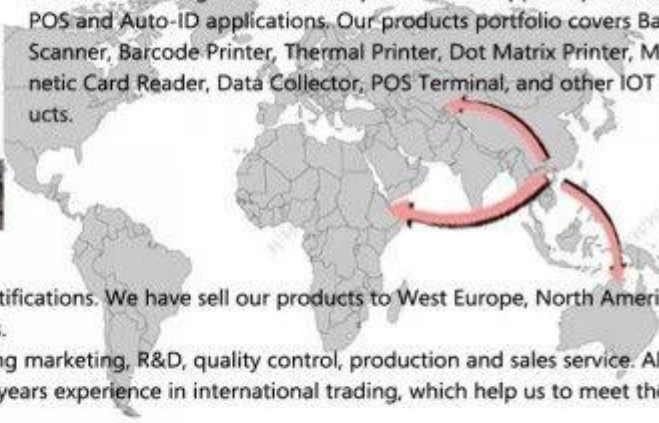 POS and Auto-ID applications. Our products portfolio covers Ba
Scanner, Barcode Printer, Thermal Printer, Dot Matrix Printer, M
netic Card Reader, Data Collector, POS Terminal, and other IOT
ucts.
tifications. We have sell our products to West Europe, North Ameri
s.
ng marketing, R&D, quality control, production and sales service. Al
years experience in international trading, which help us to meet the